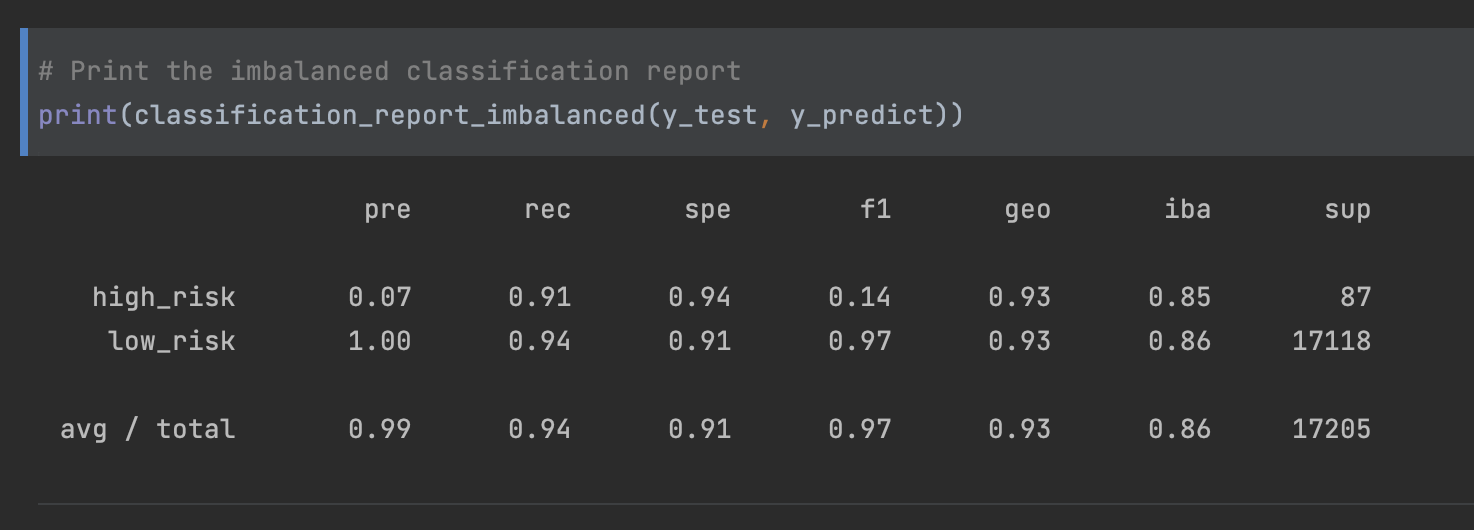 # Print the imbalanced classification report
print(classification_report_imbalanced(y_test, y_predict))
pre rec spe f1 geo iba sup
high_risk 0.07 0.91 0.94 0.14 0.93 0.85 87
low_risk 1.00 0.94 0.91 0.97 0.93 0.86 17118
avg / total 0.99 0.94 0.91 0.97 0.93 0.86 17205